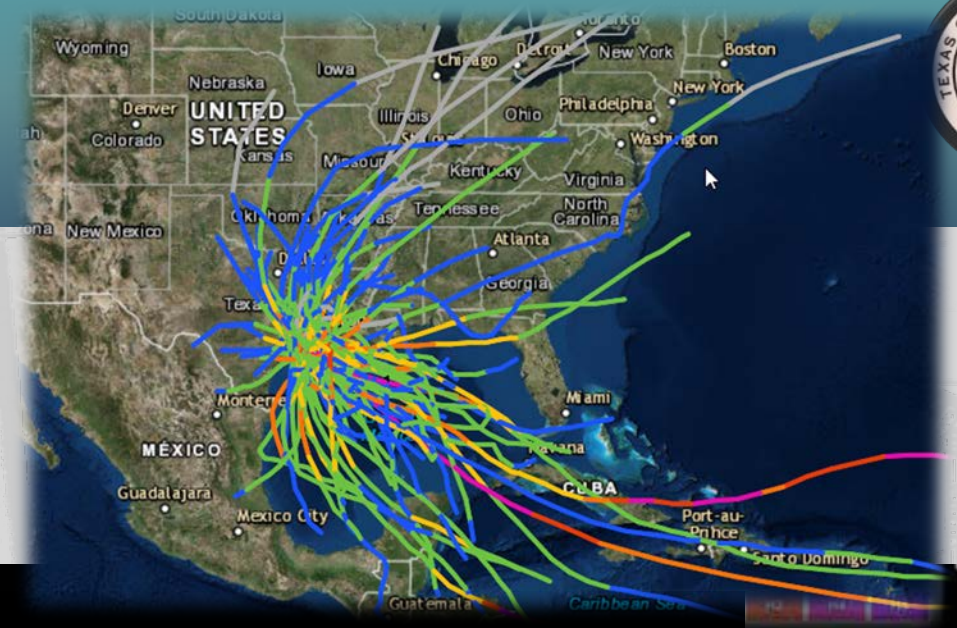 South Dakota
Toronto
Wyoming
Chicago
Detroit
New York
Boston
Iowa
Nebraska
New York
Denver
UNITED
STATES
Illinois
Ohio
Philadelphia
Colorado
Washington
Kansas
Missouri
Kentucky
Virginia
Oklahoma
Tennessee
North
Carolina
New Mexico
Atlanta
Georgia
Monterre
Miami
MÉXICO
Havana
CUBA
Guadalajara
Mexico City
Port-au-
Prince
Santo Domingo
Guatemala
Caribbean Sea
TEXAS